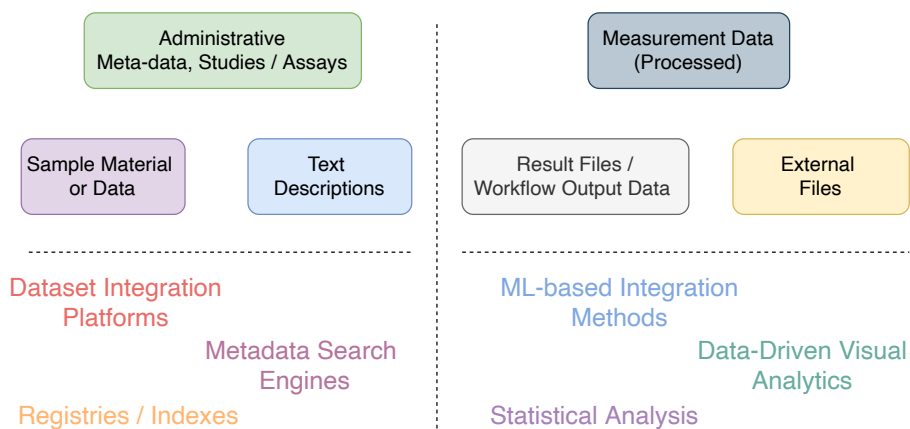 Administrative
Meta-data, Studies / Assays
Measurement Data
(Processed)
Sample Material
or Data
Text
Descriptions
Result Files /
Workflow Output Data
External
Files
Dataset Integration
Platforms
Metadata Search
Engines
Registries / Indexes
ML-based Integration
Methods
Data-Driven Visual
Analytics
Statistical Analysis